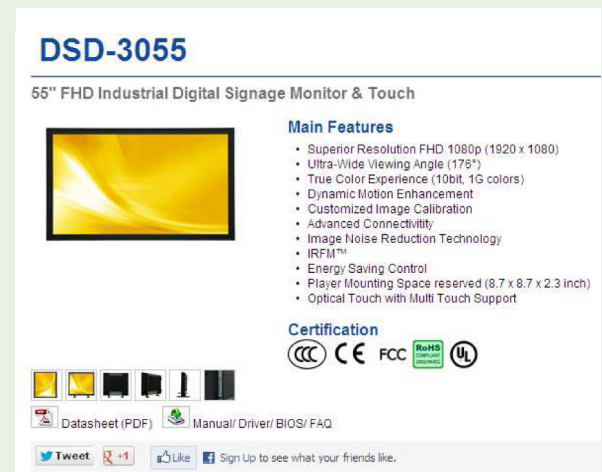 DSD-3055
55" FHD Industrial Digital Signage Monitor & Touch
Main Features
• Superior Resolution FHD 1080p (1920 x 1080)
• Ultra-Wide Viewing Angle (176°)
• True Color Experience (10bit, 1G colors)
• Dynamic Motion Enhancement
• Customized Image Calibration
• Advanced Connectivitity
• Image Noise Reduction Technology
• IRFM™
• Energy Saving Control
• Player Mounting Space reserved (8.7 x 8.7 x 2.3 inch)
• Optical Touch with Multi Touch Support
Certification
CCC CE FCC RoHS COMPLIANT 2002/95/EC UL
Datasheet (PDF) Manual/ Driver/ BIOS/ FAQ
Tweet +1 Like Sign Up to see what your friends like.